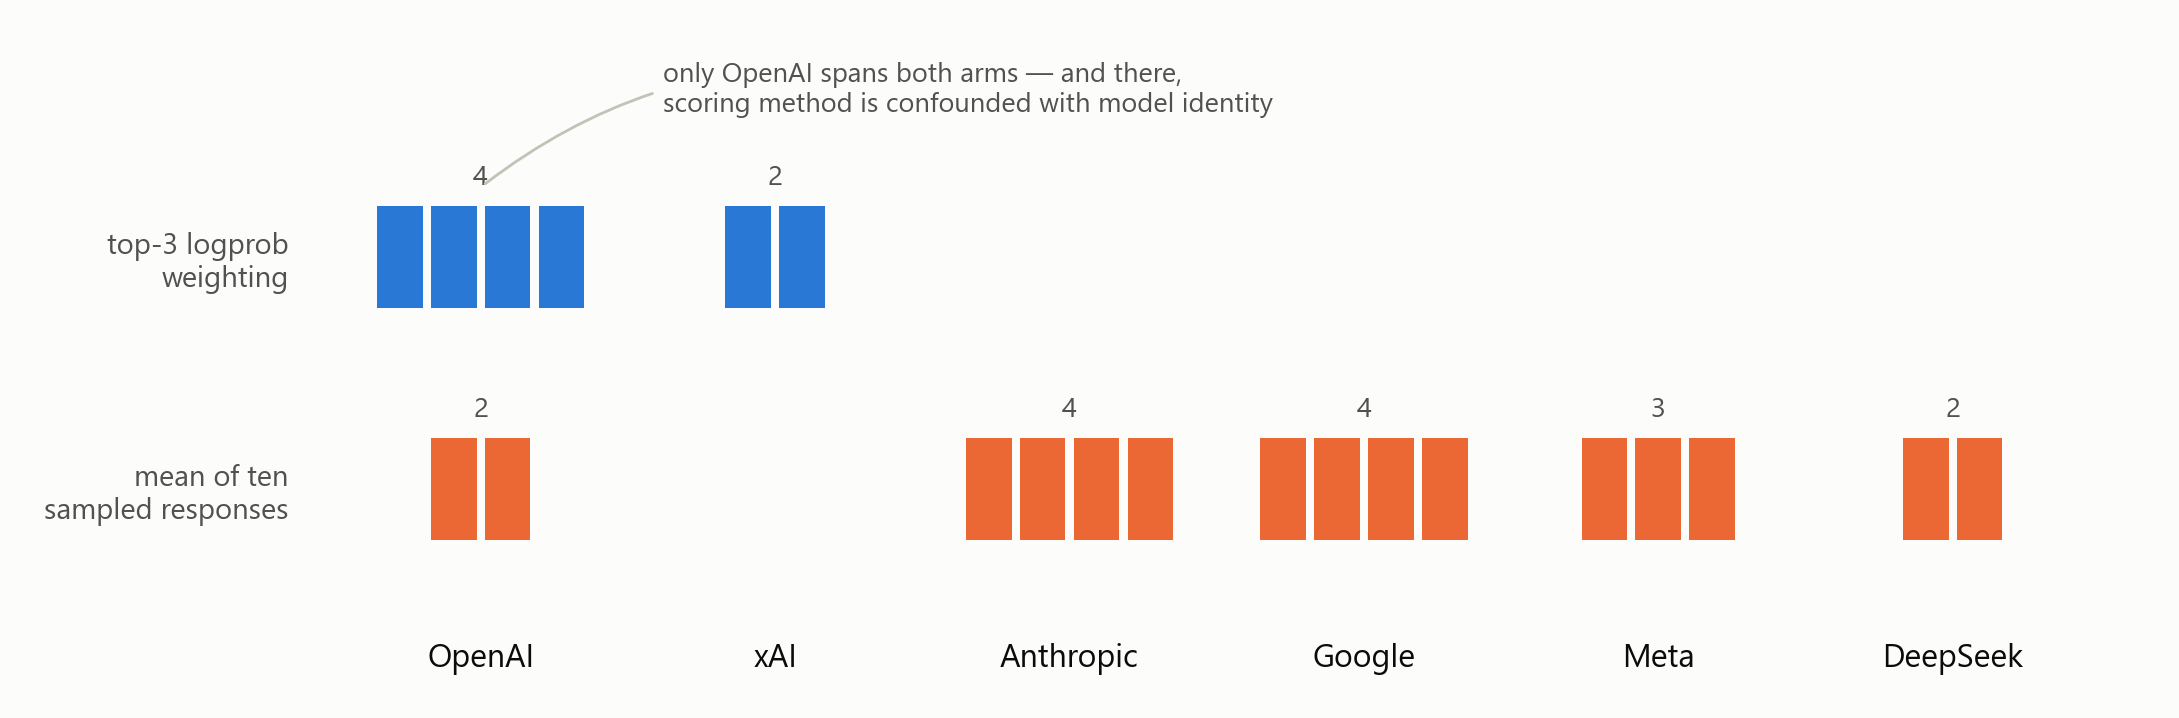 only OpenAI spans both arms — and there,
scoring method is confounded with model identity
4
2
top-3 logprob
weighting
2
4
4
3
2
mean of ten
sampled responses
OpenAI
xAI
Anthropic
Google
Meta
DeepSeek